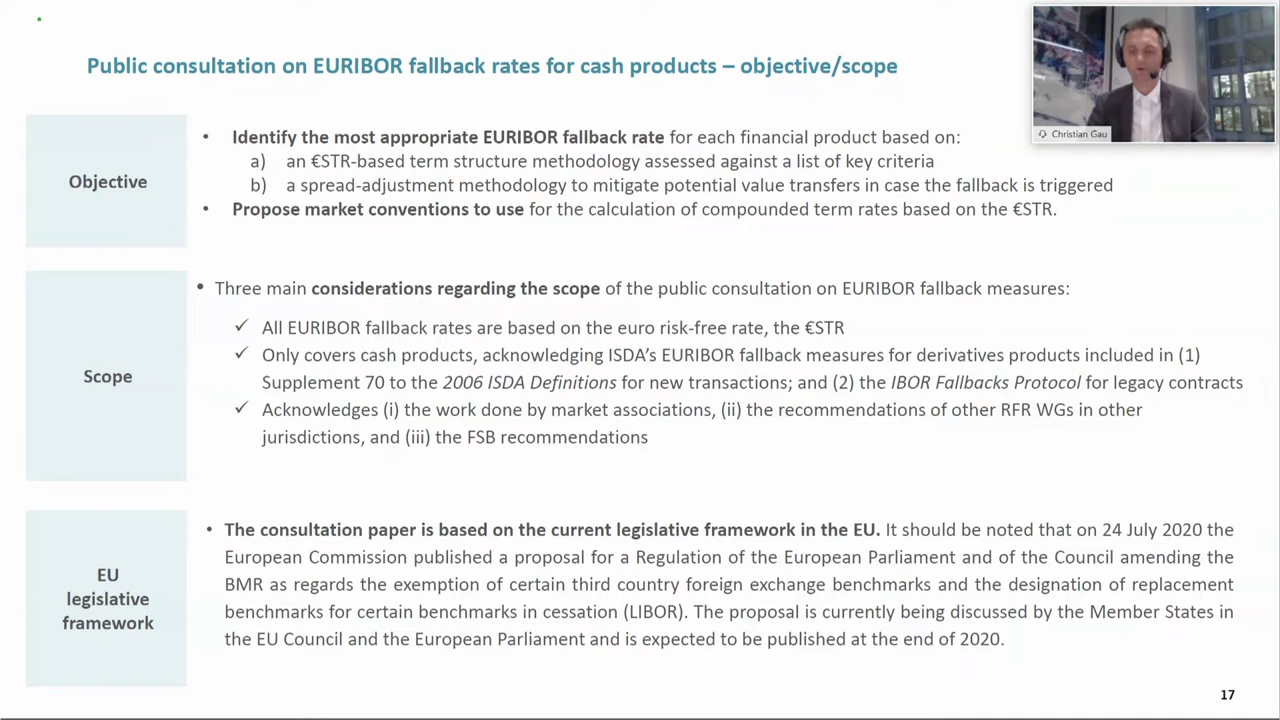 Public consultation on EURIBOR fallback rates for cash products – objective/scope
Christian Gau
Objective
• Identify the most appropriate EURIBOR fallback rate for each financial product based on:
a) an €STR-based term structure methodology assessed against a list of key criteria
b) a spread-adjustment methodology to mitigate potential value transfers in case the fallback is triggered
• Propose market conventions to use for the calculation of compounded term rates based on the €STR.
Scope
• Three main considerations regarding the scope of the public consultation on EURIBOR fallback measures:
✓ All EURIBOR fallback rates are based on the euro risk-free rate, the €STR
✓ Only covers cash products, acknowledging ISDA's EURIBOR fallback measures for derivatives products included in (1)
Supplement 70 to the 2006 ISDA Definitions for new transactions; and (2) the IBOR Fallbacks Protocol for legacy contracts
✓ Acknowledges (i) the work done by market associations, (ii) the recommendations of other RFR WGs in other
jurisdictions, and (iii) the FSB recommendations
EU
legislative
framework
• The consultation paper is based on the current legislative framework in the EU. It should be noted that on 24 July 2020 the
European Commission published a proposal for a Regulation of the European Parliament and of the Council amending the
BMR as regards the exemption of certain third country foreign exchange benchmarks and the designation of replacement
benchmarks for certain benchmarks in cessation (LIBOR). The proposal is currently being discussed by the Member States in
the EU Council and the European Parliament and is expected to be published at the end of 2020.
17